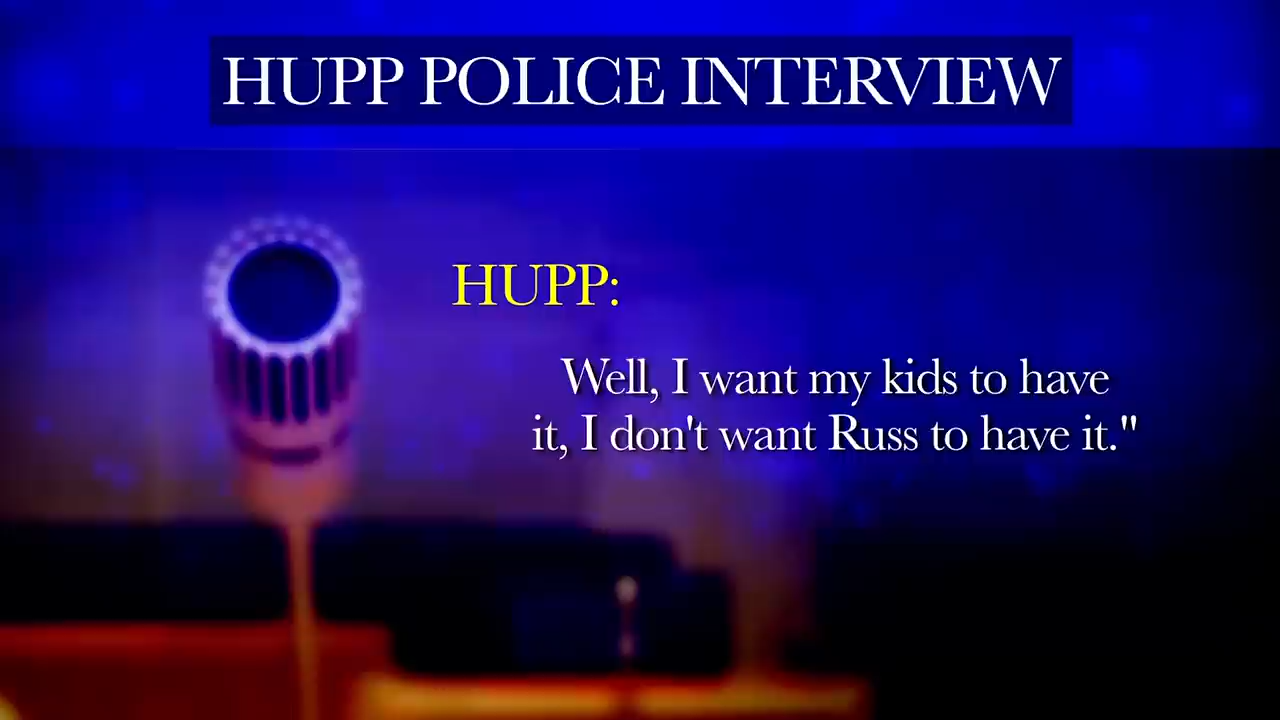 HUPP POLICE INTERVIEW
HUPP:
Well, I want my kids to have
it, I don't want Russ to have it."